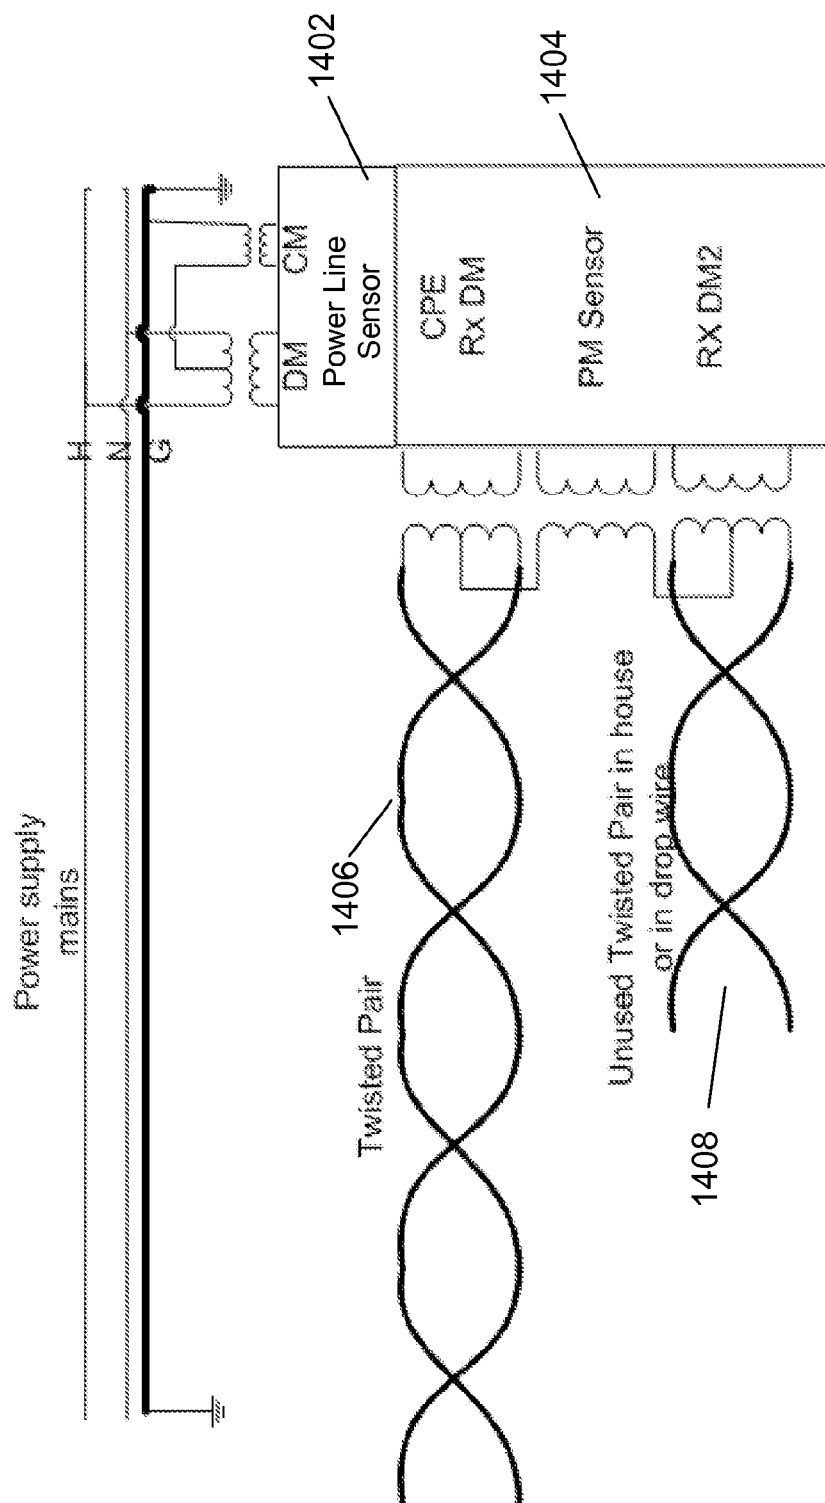 Power supply
mains
H
N
G
1402
DM
CM
Power Line
Sensor
1404
CPE
Rx DM
PM Sensor
RX DM2
1406
Twisted Pair
Unused Twisted Pair in house
or in drop wire
1408